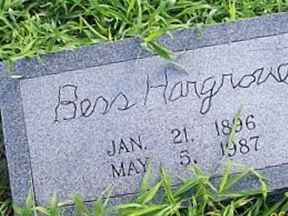 Bess Hargrove
JAN. 21. 1896
MAY 5. 1987